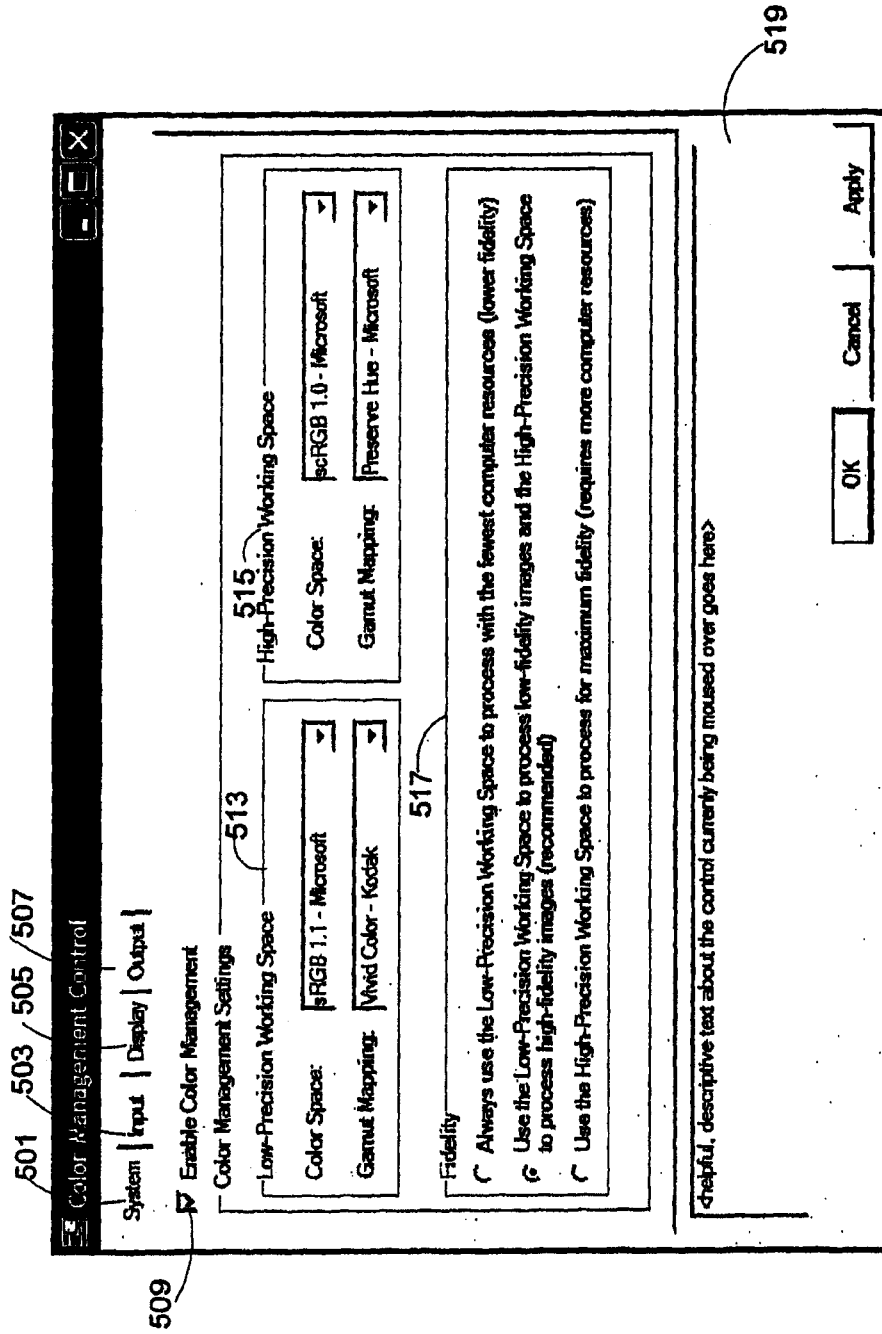 501
503
505
507
Color Management Control
System
Input
Display
Output
509
Enable Color Management
Color Management Settings
513
Low-Precision Working Space
Color Space:
sRGB 1.1 - Microsoft
Gamut Mapping:
Vivid Color - Kodak
515
High-Precision Working Space
Color Space:
scRGB 1.0 - Microsoft
Gamut Mapping:
Preserve Hue - Microsoft
517
Fidelity
Always use the Low-Precision Working Space to process with the fewest computer resources (lower fidelity)
Use the Low-Precision Working Space to process low-fidelity images and the High-Precision Working Space
to process high-fidelity images (recommended)
Use the High-Precision Working Space to process for maximum fidelity (requires more computer resources)
<helpful, descriptive text about the control currently being moused over goes here>
519
OK
Cancel
Apply